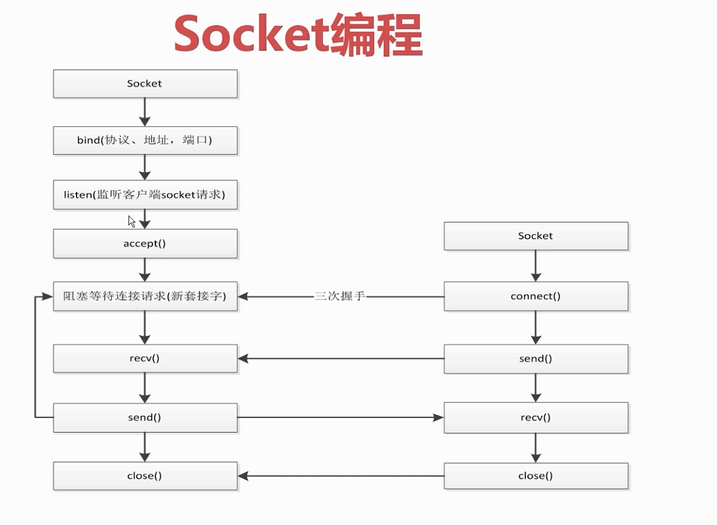 Socket编程
Socket
bind(协议、地址，端口)
listen(监听客户端socket请求)
accept()
阻塞等待连接请求(新套接字)
recv()
send()
close()
三次握手
Socket
connect()
send()
recv()
close()